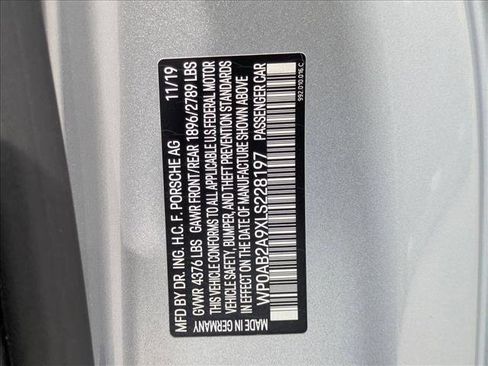 MFD BY DR. ING. H.C. F. PORSCHE AG 11/19
GVWR 4376 LBS GAWR FRONT/REAR 1896/2789 LBS
THIS VEHICLE CONFORMS TO ALL APPLICABLE U.S.FEDERAL MOTOR
VEHICLE SAFETY, BUMPER, AND THEFT PREVENTION STANDARDS
IN EFFECT ON THE DATE OF MANUFACTURE SHOWN ABOVE
MADE IN GERMANY WP0AB2A9XLS228197 PASSENGER CAR
992.010.016.C